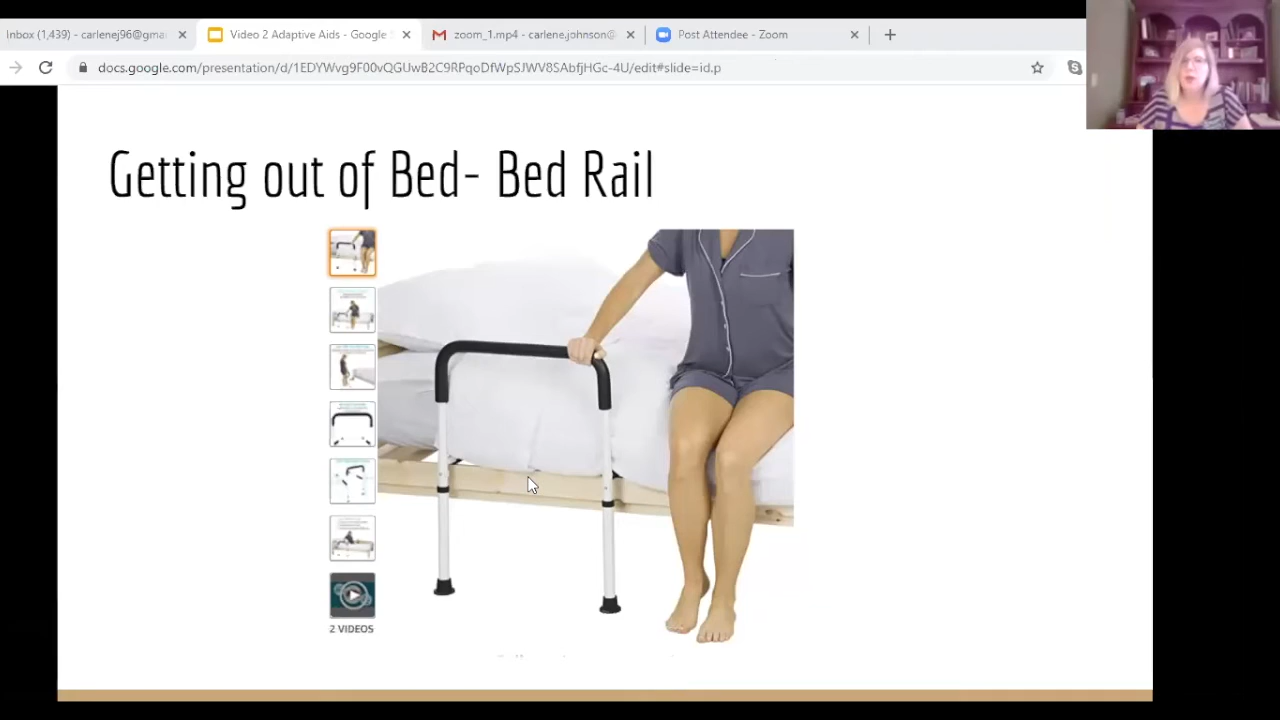 Inbox (1,439) - carlenej96@gma
Video 2 Adaptive Aids - Google
zoom_1.mp4 - carlene.johnson@
Post Attendee - Zoom
docs.google.com/presentation/d/1EDYWvg9F00vQGUwB2C9RPqoDfWpSJWV8SAbfjHGc-4U/edit#slide=id.p
Getting out of Bed- Bed Rail
2 VIDEOS